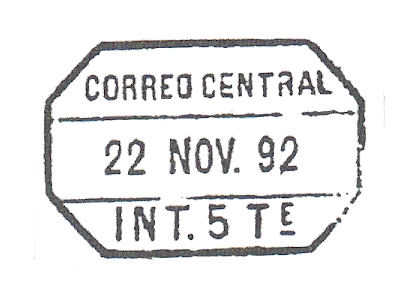 CORREO CENTRAL
22 NOV. 92
INT. 5 TE